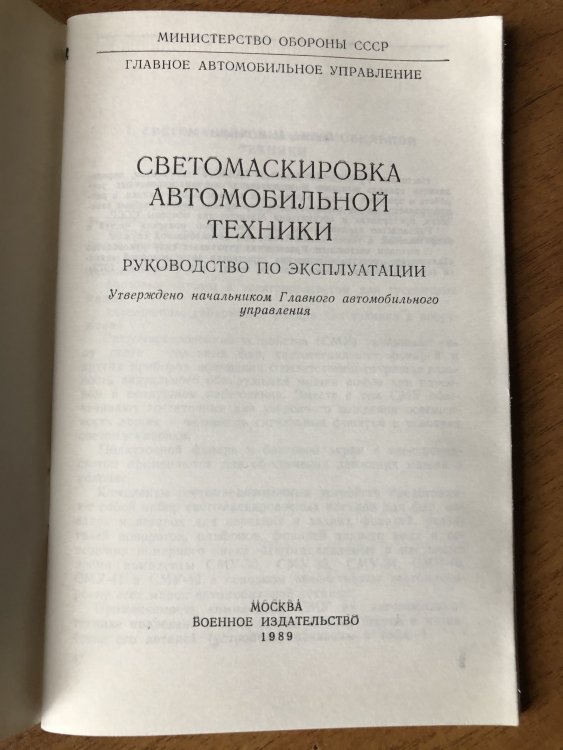 МИНИСТЕРСТВО ОБОРОНЫ СССР
ГЛАВНОЕ АВТОМОБИЛЬНОЕ УПРАВЛЕНИЕ
СВЕТОМАСКИРОВКА
АВТОМОБИЛЬНОЙ
ТЕХНИКИ
РУКОВОДСТВО ПО ЭКСПЛУАТАЦИИ
Утверждено начальником Главного автомобильного
управления
МОСКВА
ВОЕННОЕ ИЗДАТЕЛЬСТВО
1989